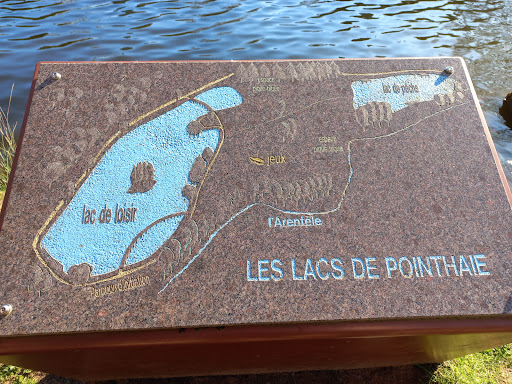 lac de pêche
jeux
lac de loisir
l'Arentèle
LES LACS DE POINTHAIE